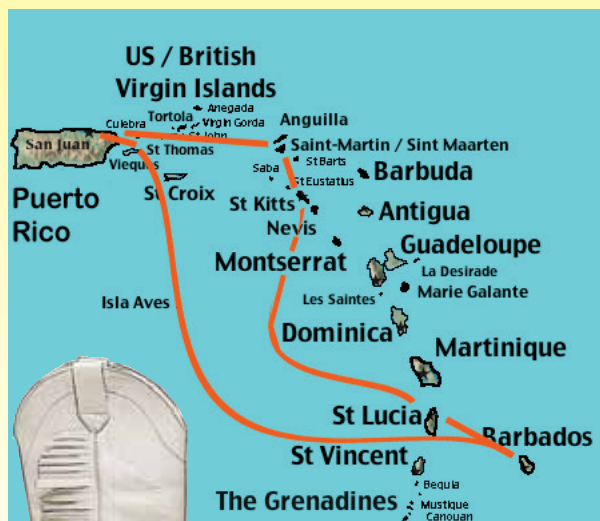 US / British
Virgin Islands
Anegada
Tortola
Virgin Gorda
Culebra
St John
Anguilla
San Juan
St Thomas
Saint-Martin / Sint Maarten
Vieques
St Barts
Saba
Barbuda
St Eustatius
St Croix
Puerto
Rico
St Kitts
Antigua
Nevis
Guadeloupe
Montserrat
La Desirade
Marie Galante
Isla Aves
Les Saintes
Dominica
Martinique
St Lucia
Barbados
St Vincent
Bequia
The Grenadines
Mustique
Canouan